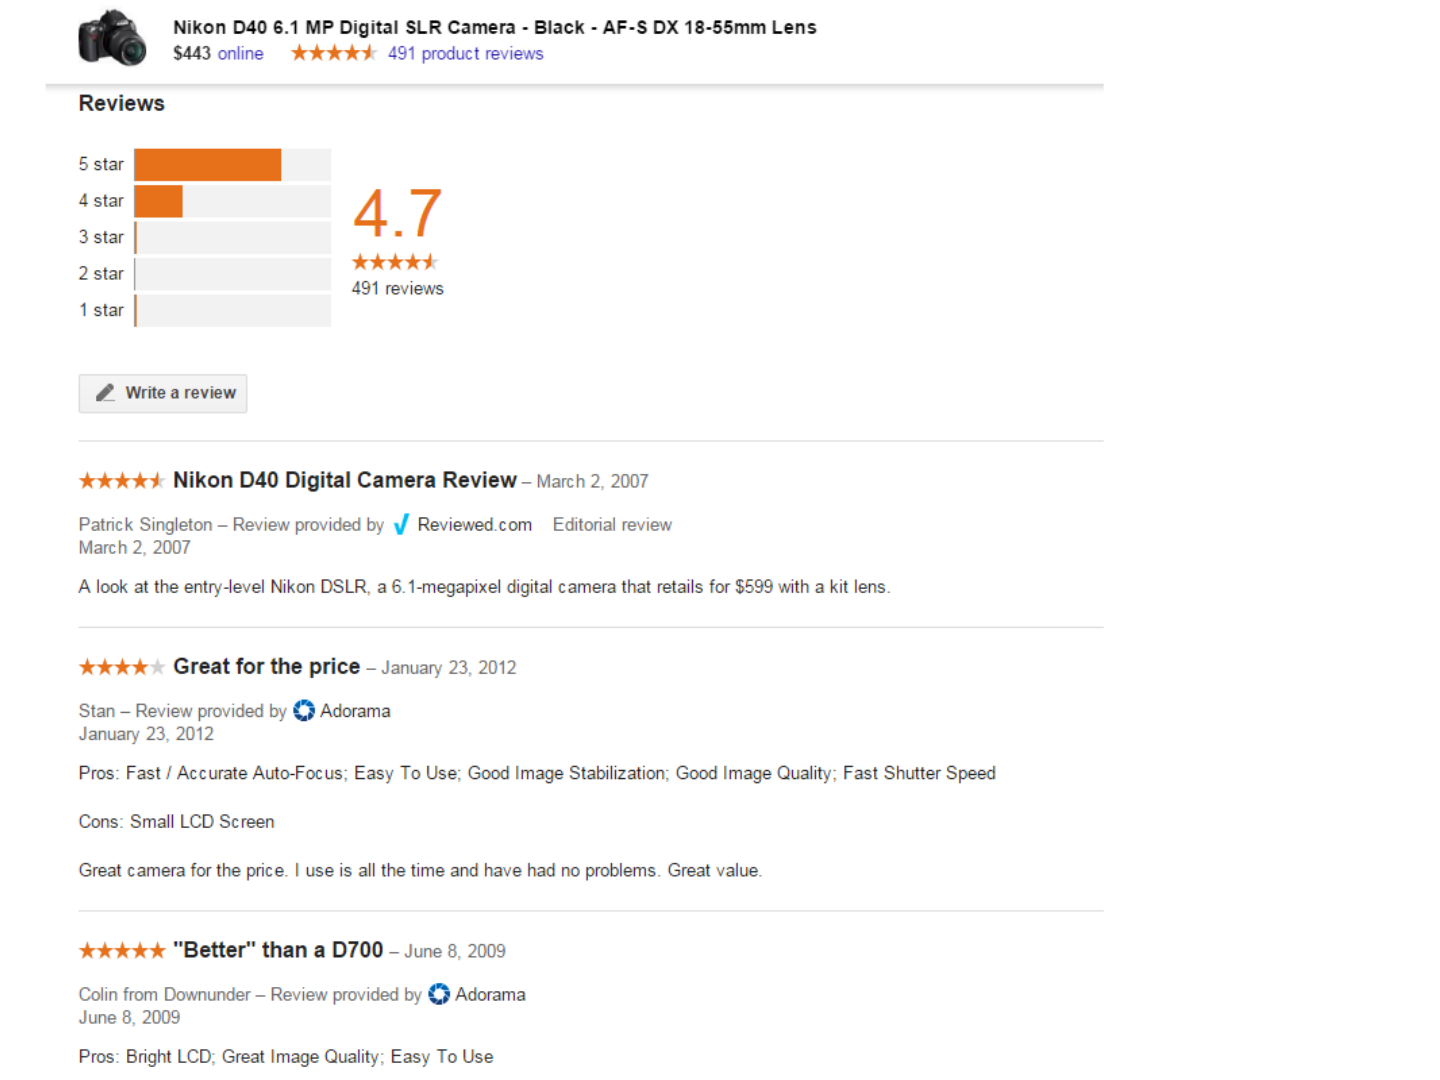 Nikon D40 6.1 MP Digital SLR Camera - Black - AF-S DX 18-55mm Lens
$443 online 491 product reviews
Reviews
5 star
4 star
3 star
2 star
1 star
4.7
491 reviews
Write a review
Nikon D40 Digital Camera Review – March 2, 2007
Patrick Singleton – Review provided by Reviewed.com Editorial review
March 2, 2007
A look at the entry-level Nikon DSLR, a 6.1-megapixel digital camera that retails for $599 with a kit lens.
Great for the price – January 23, 2012
Stan – Review provided by Adorama
January 23, 2012
Pros: Fast / Accurate Auto-Focus; Easy To Use; Good Image Stabilization; Good Image Quality; Fast Shutter Speed
Cons: Small LCD Screen
Great camera for the price. I use is all the time and have had no problems. Great value.
"Better" than a D700 – June 8, 2009
Colin from Downunder – Review provided by Adorama
June 8, 2009
Pros: Bright LCD; Great Image Quality; Easy To Use